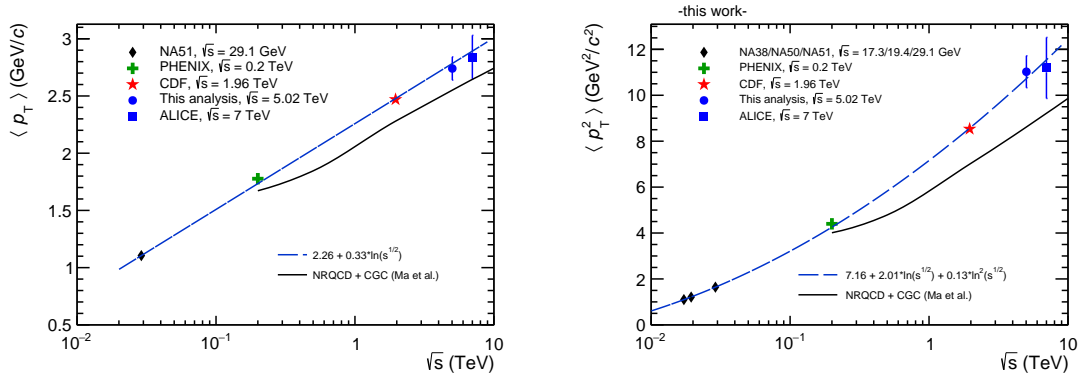 -this work-
⟨ p_T ⟩ (GeV/c)
3
2.5
2
1.5
1
0.5
NA51, √s = 29.1 GeV
PHENIX, √s = 0.2 TeV
CDF, √s = 1.96 TeV
This analysis, √s = 5.02 TeV
ALICE, √s = 7 TeV
2.26 + 0.33*ln(s^1/2)
NRQCD + CGC (Ma et al.)
10^−2
10^−1
1
10
√s (TeV)
⟨ p_T^2 ⟩ (GeV^2/c^2)
12
10
8
6
4
2
0
NA38/NA50/NA51, √s = 17.3/19.4/29.1 GeV
PHENIX, √s = 0.2 TeV
CDF, √s = 1.96 TeV
This analysis, √s = 5.02 TeV
ALICE, √s = 7 TeV
7.16 + 2.01*ln(s^1/2) + 0.13*ln^2(s^1/2)
NRQCD + CGC (Ma et al.)
10^−2
10^−1
1
10
√s (TeV)